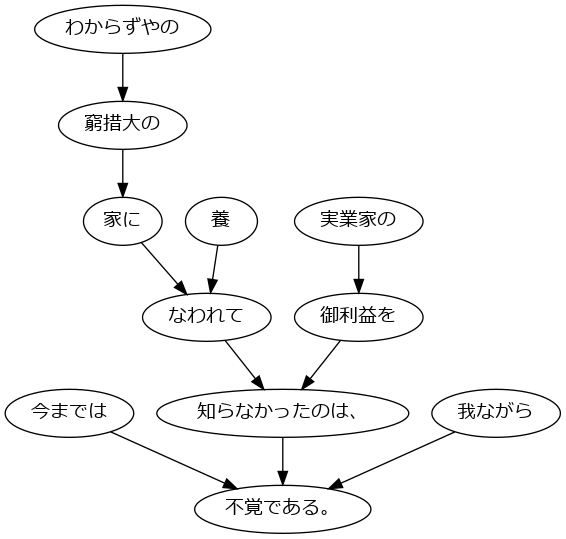 わからずやの
窮措大の
家に
養
実業家の
なわれて
御利益を
今までは
知らなかったのは、
我ながら
不覚である。